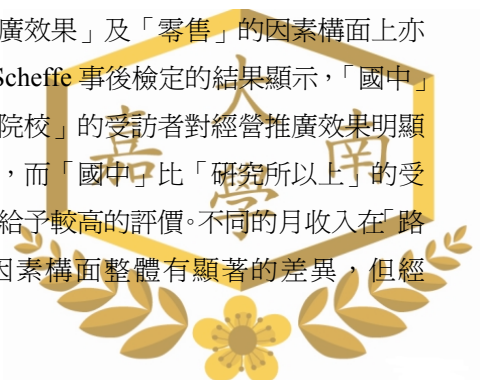 廣效果」及「零售」的因素構面上亦
Scheffe 事後檢定的結果顯示，「國中」
院校」的受訪者對經營推廣效果明顯
，而「國中」比「研究所以上」的受
給予較高的評價。不同的月收入在「路
因素構面整體有顯著的差異，但經
大
嘉 南
學